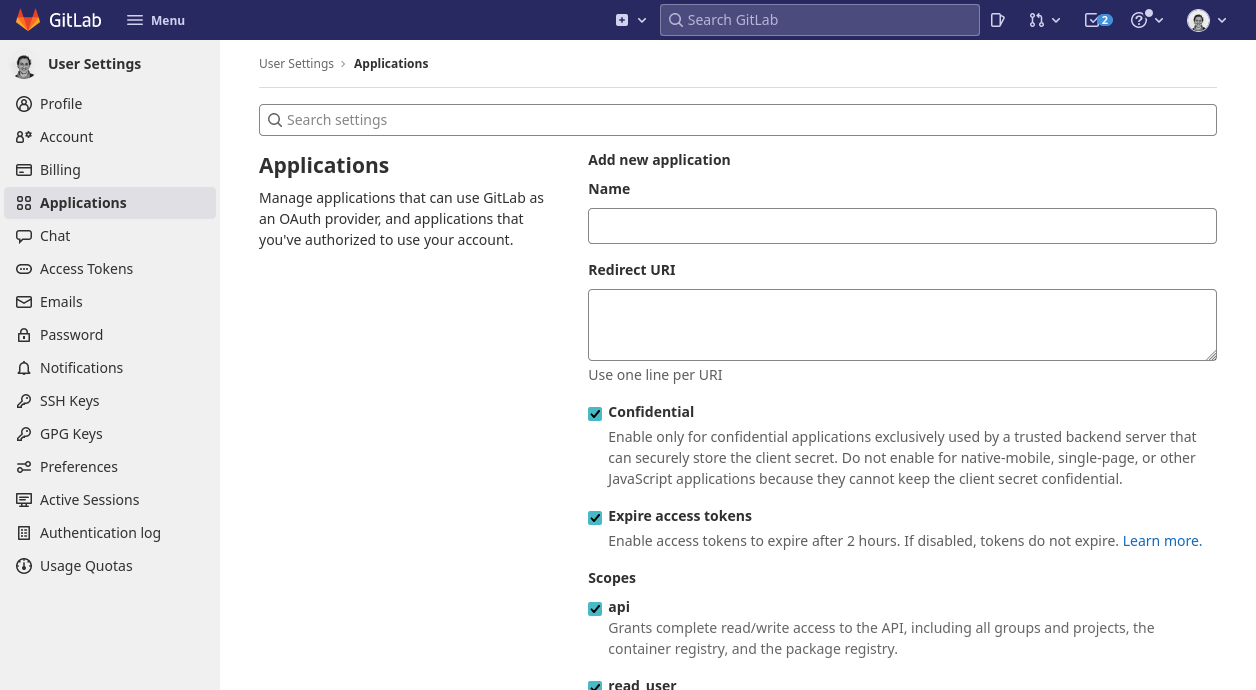 GitLab
Menu
Search GitLab
2
User Settings
Profile
Account
Billing
Applications
Chat
Access Tokens
Emails
Password
Notifications
SSH Keys
GPG Keys
Preferences
Active Sessions
Authentication log
Usage Quotas
User Settings › Applications
Search settings
Applications
Manage applications that can use GitLab as
an OAuth provider, and applications that
you've authorized to use your account.
Add new application
Name
Redirect URI
Use one line per URI
Confidential
Enable only for confidential applications exclusively used by a trusted backend server that
can securely store the client secret. Do not enable for native-mobile, single-page, or other
JavaScript applications because they cannot keep the client secret confidential.
Expire access tokens
Enable access tokens to expire after 2 hours. If disabled, tokens do not expire. Learn more.
Scopes
api
Grants complete read/write access to the API, including all groups and projects, the
container registry, and the package registry.
read_user